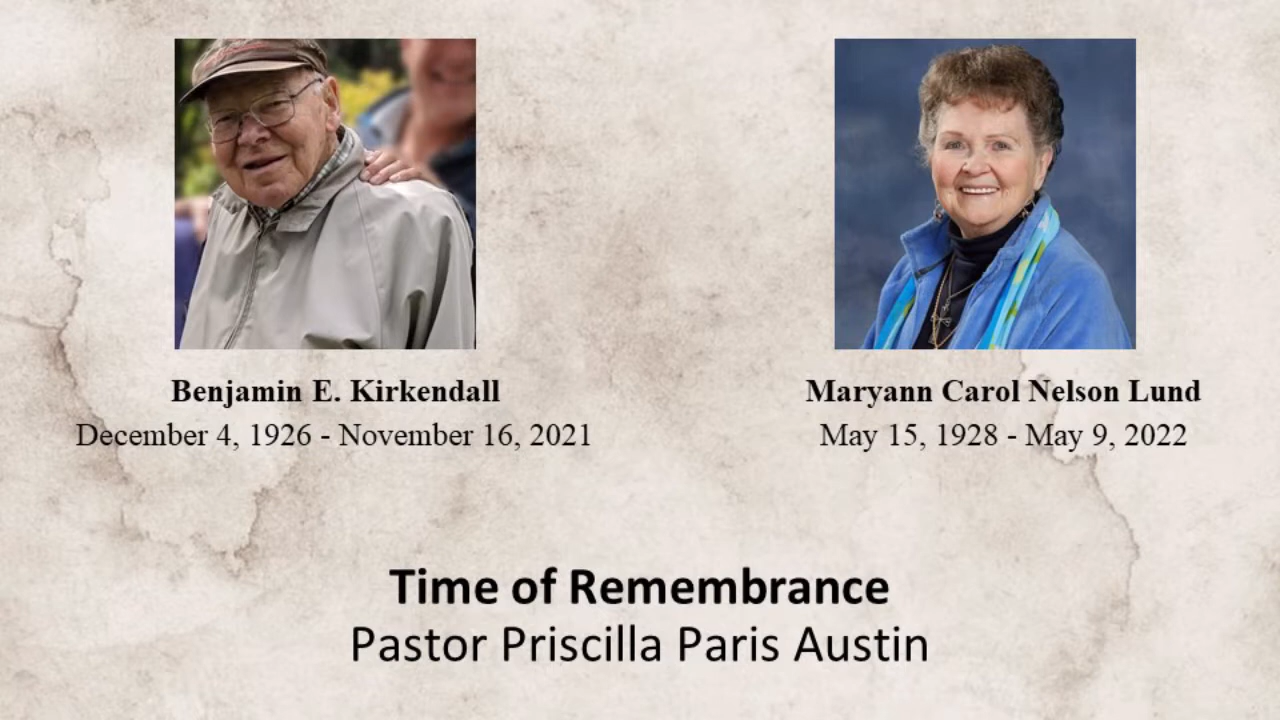 Benjamin E. Kirkendall
December 4, 1926 - November 16, 2021
Maryann Carol Nelson Lund
May 15, 1928 - May 9, 2022
Time of Remembrance
Pastor Priscilla Paris Austin